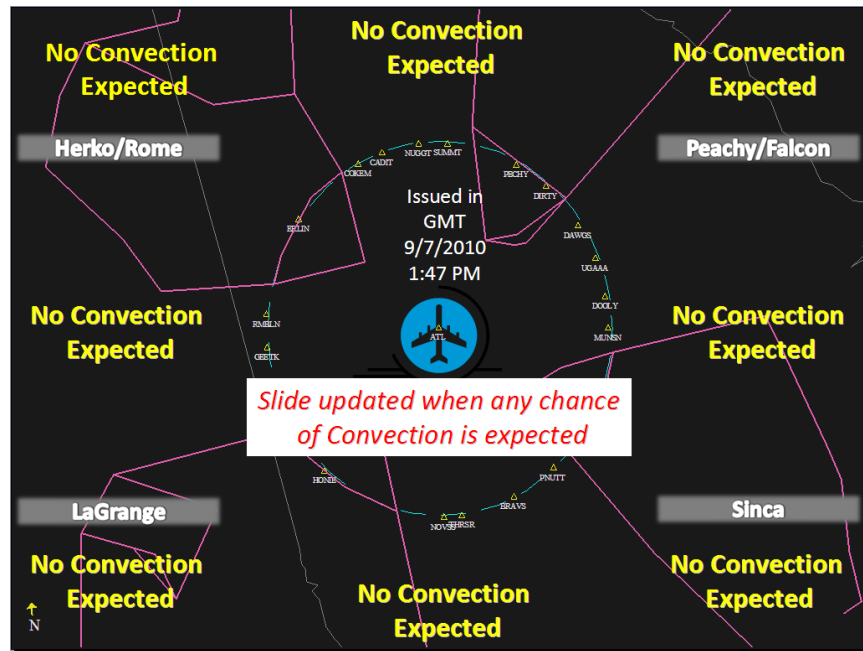 No Convection
Expected
No Convection
Expected
No Convection
Expected
Herko/Rome
Peachy/Falcon
COKEM
CADIT
NUGGT
SUMMT
PECHY
DIRTY
Issued in
GMT
9/7/2010
1:47 PM
DAWGS
UGAAA
DOOLY
MUNSN
RMBLN
GEETK
ATL
No Convection
Expected
No Convection
Expected
Slide updated when any chance
of Convection is expected
HONIE
PNUTT
BRAVS
NOVSS
THRSR
LaGrange
Sinca
No Convection
Expected
No Convection
Expected
No Convection
Expected
N